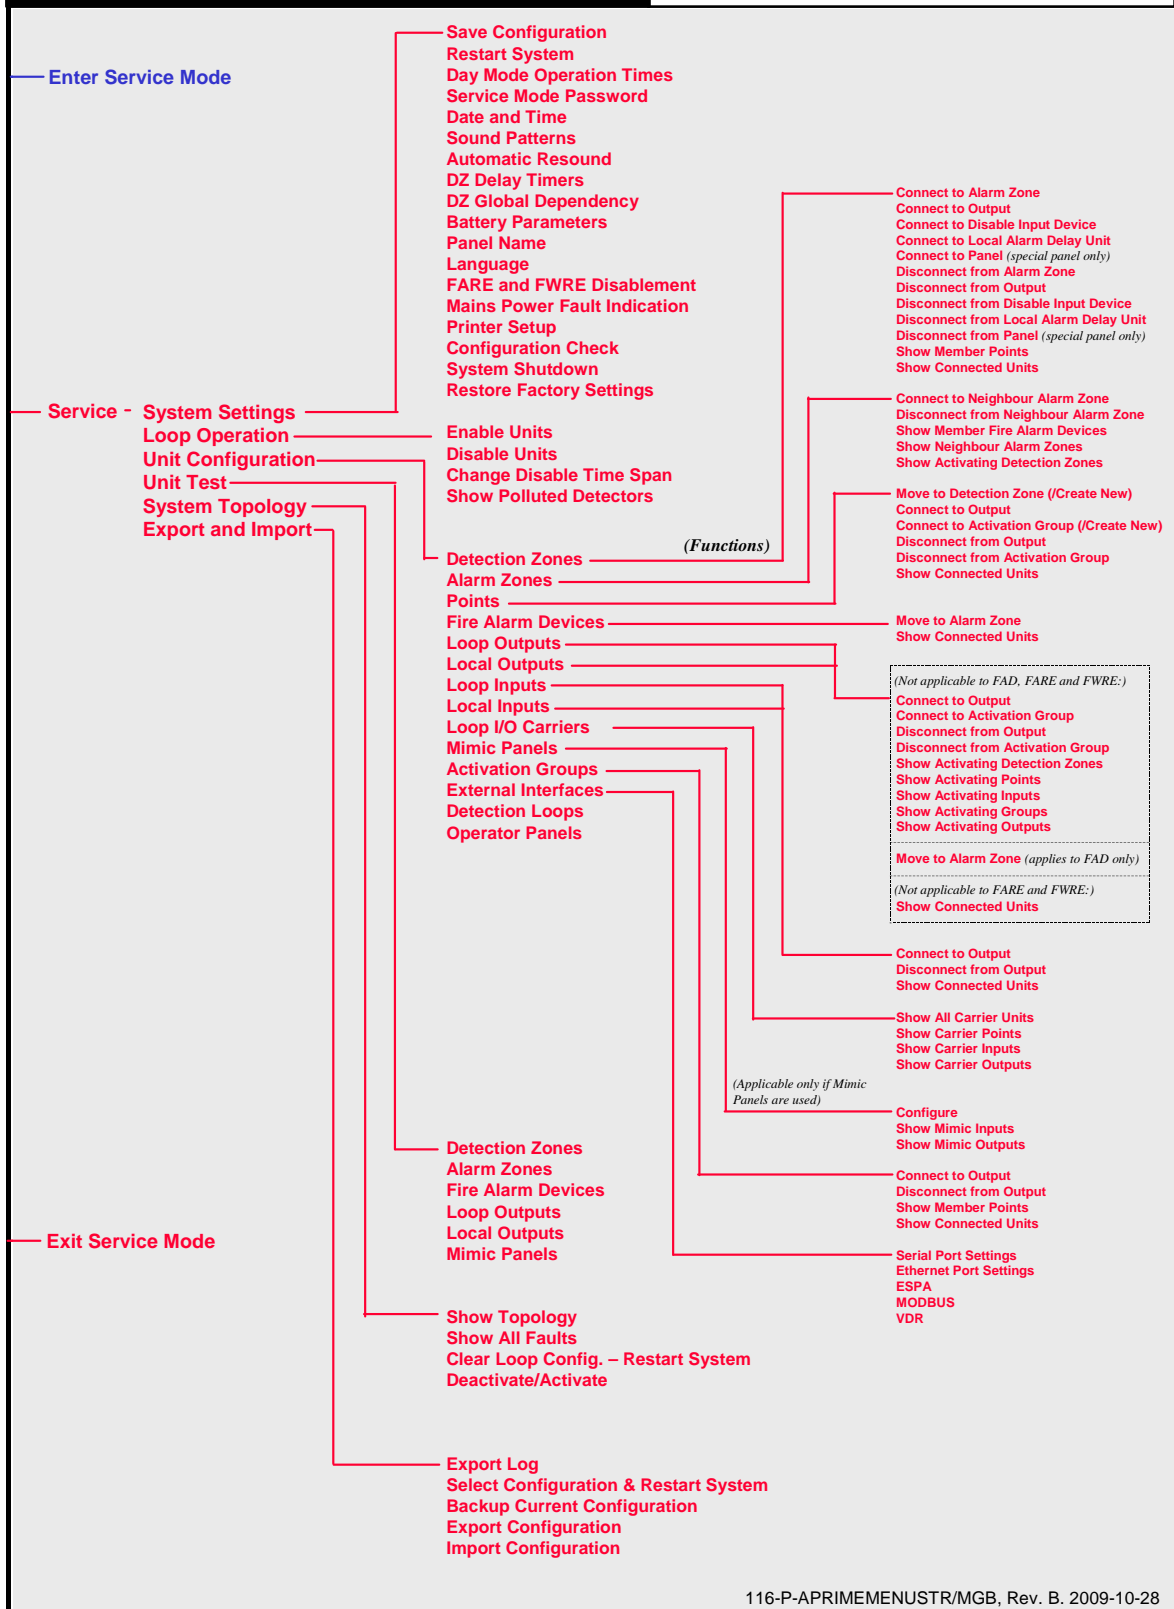 Enter Service Mode
Service - System Settings
Loop Operation
Unit Configuration
Unit Test
System Topology
Export and Import
Exit Service Mode
Save Configuration
Restart System
Day Mode Operation Times
Service Mode Password
Date and Time
Sound Patterns
Automatic Resound
DZ Delay Timers
DZ Global Dependency
Battery Parameters
Panel Name
Language
FARE and FWRE Disablement
Mains Power Fault Indication
Printer Setup
Configuration Check
System Shutdown
Restore Factory Settings
Enable Units
Disable Units
Change Disable Time Span
Show Polluted Detectors
(Functions)
Detection Zones
Alarm Zones
Points
Fire Alarm Devices
Loop Outputs
Local Outputs
Loop Inputs
Local Inputs
Loop I/O Carriers
Mimic Panels
Activation Groups
External Interfaces
Detection Loops
Operator Panels
Detection Zones
Alarm Zones
Fire Alarm Devices
Loop Outputs
Local Outputs
Mimic Panels
Show Topology
Show All Faults
Clear Loop Config. – Restart System
Deactivate/Activate
Export Log
Select Configuration & Restart System
Backup Current Configuration
Export Configuration
Import Configuration
Connect to Alarm Zone
Connect to Output
Connect to Disable Input Device
Connect to Local Alarm Delay Unit
Connect to Panel (special panel only)
Disconnect from Alarm Zone
Disconnect from Output
Disconnect from Disable Input Device
Disconnect from Local Alarm Delay Unit
Disconnect from Panel (special panel only)
Show Member Points
Show Connected Units
Connect to Neighbour Alarm Zone
Disconnect from Neighbour Alarm Zone
Show Member Fire Alarm Devices
Show Neighbour Alarm Zones
Show Activating Detection Zones
Move to Detection Zone (/Create New)
Connect to Output
Connect to Activation Group (/Create New)
Disconnect from Output
Disconnect from Activation Group
Show Connected Units
Move to Alarm Zone
Show Connected Units
(Not applicable to FAD, FARE and FWRE:)
Connect to Output
Connect to Activation Group
Disconnect from Output
Disconnect from Activation Group
Show Activating Detection Zones
Show Activating Points
Show Activating Inputs
Show Activating Groups
Show Activating Outputs
Move to Alarm Zone (applies to FAD only)
(Not applicable to FARE and FWRE:)
Show Connected Units
Connect to Output
Disconnect from Output
Show Connected Units
Show All Carrier Units
Show Carrier Points
Show Carrier Inputs
Show Carrier Outputs
(Applicable only if Mimic
Panels are used)
Configure
Show Mimic Inputs
Show Mimic Outputs
Connect to Output
Disconnect from Output
Show Member Points
Show Connected Units
Serial Port Settings
Ethernet Port Settings
ESPA
MODBUS
VDR
116-P-APRIMEMENUSTR/MGB, Rev. B. 2009-10-28